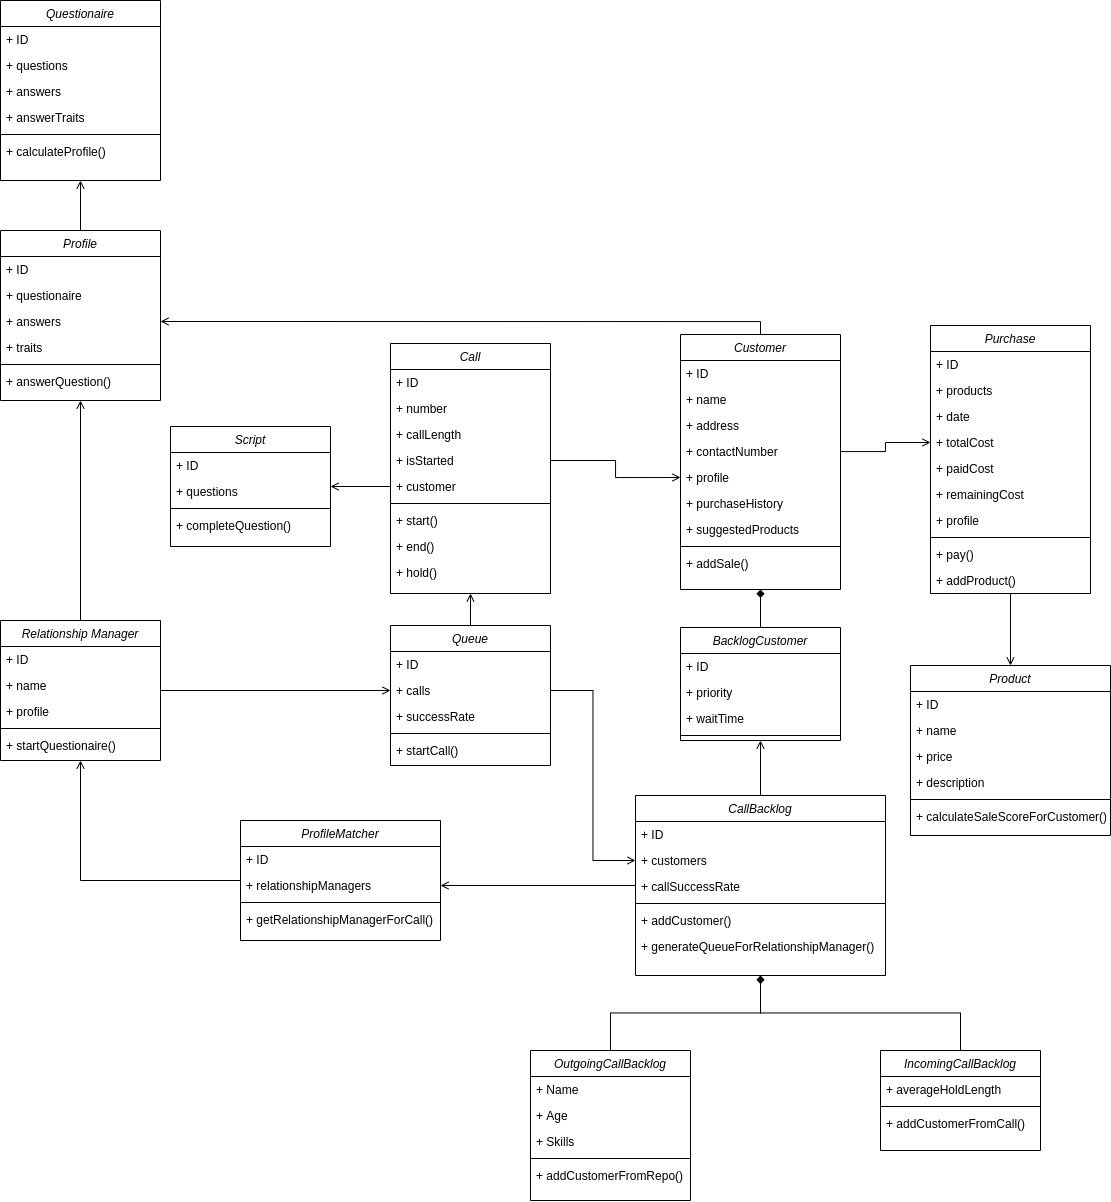 Questionaire
+ ID
+ questions
+ answers
+ answerTraits
+ calculateProfile()
Profile
+ ID
+ questionaire
+ answers
+ traits
+ answerQuestion()
Script
+ ID
+ questions
+ completeQuestion()
Call
+ ID
+ number
+ callLength
+ isStarted
+ customer
+ start()
+ end()
+ hold()
Customer
+ ID
+ name
+ address
+ contactNumber
+ profile
+ purchaseHistory
+ suggestedProducts
+ addSale()
Purchase
+ ID
+ products
+ date
+ totalCost
+ paidCost
+ remainingCost
+ profile
+ pay()
+ addProduct()
Relationship Manager
+ ID
+ name
+ profile
+ startQuestionaire()
Queue
+ ID
+ calls
+ successRate
+ startCall()
BacklogCustomer
+ ID
+ priority
+ waitTime
Product
+ ID
+ name
+ price
+ description
+ calculateSaleScoreForCustomer()
ProfileMatcher
+ ID
+ relationshipManagers
+ getRelationshipManagerForCall()
CallBacklog
+ ID
+ customers
+ callSuccessRate
+ addCustomer()
+ generateQueueForRelationshipManager()
OutgoingCallBacklog
+ Name
+ Age
+ Skills
+ addCustomerFromRepo()
IncomingCallBacklog
+ averageHoldLength
+ addCustomerFromCall()